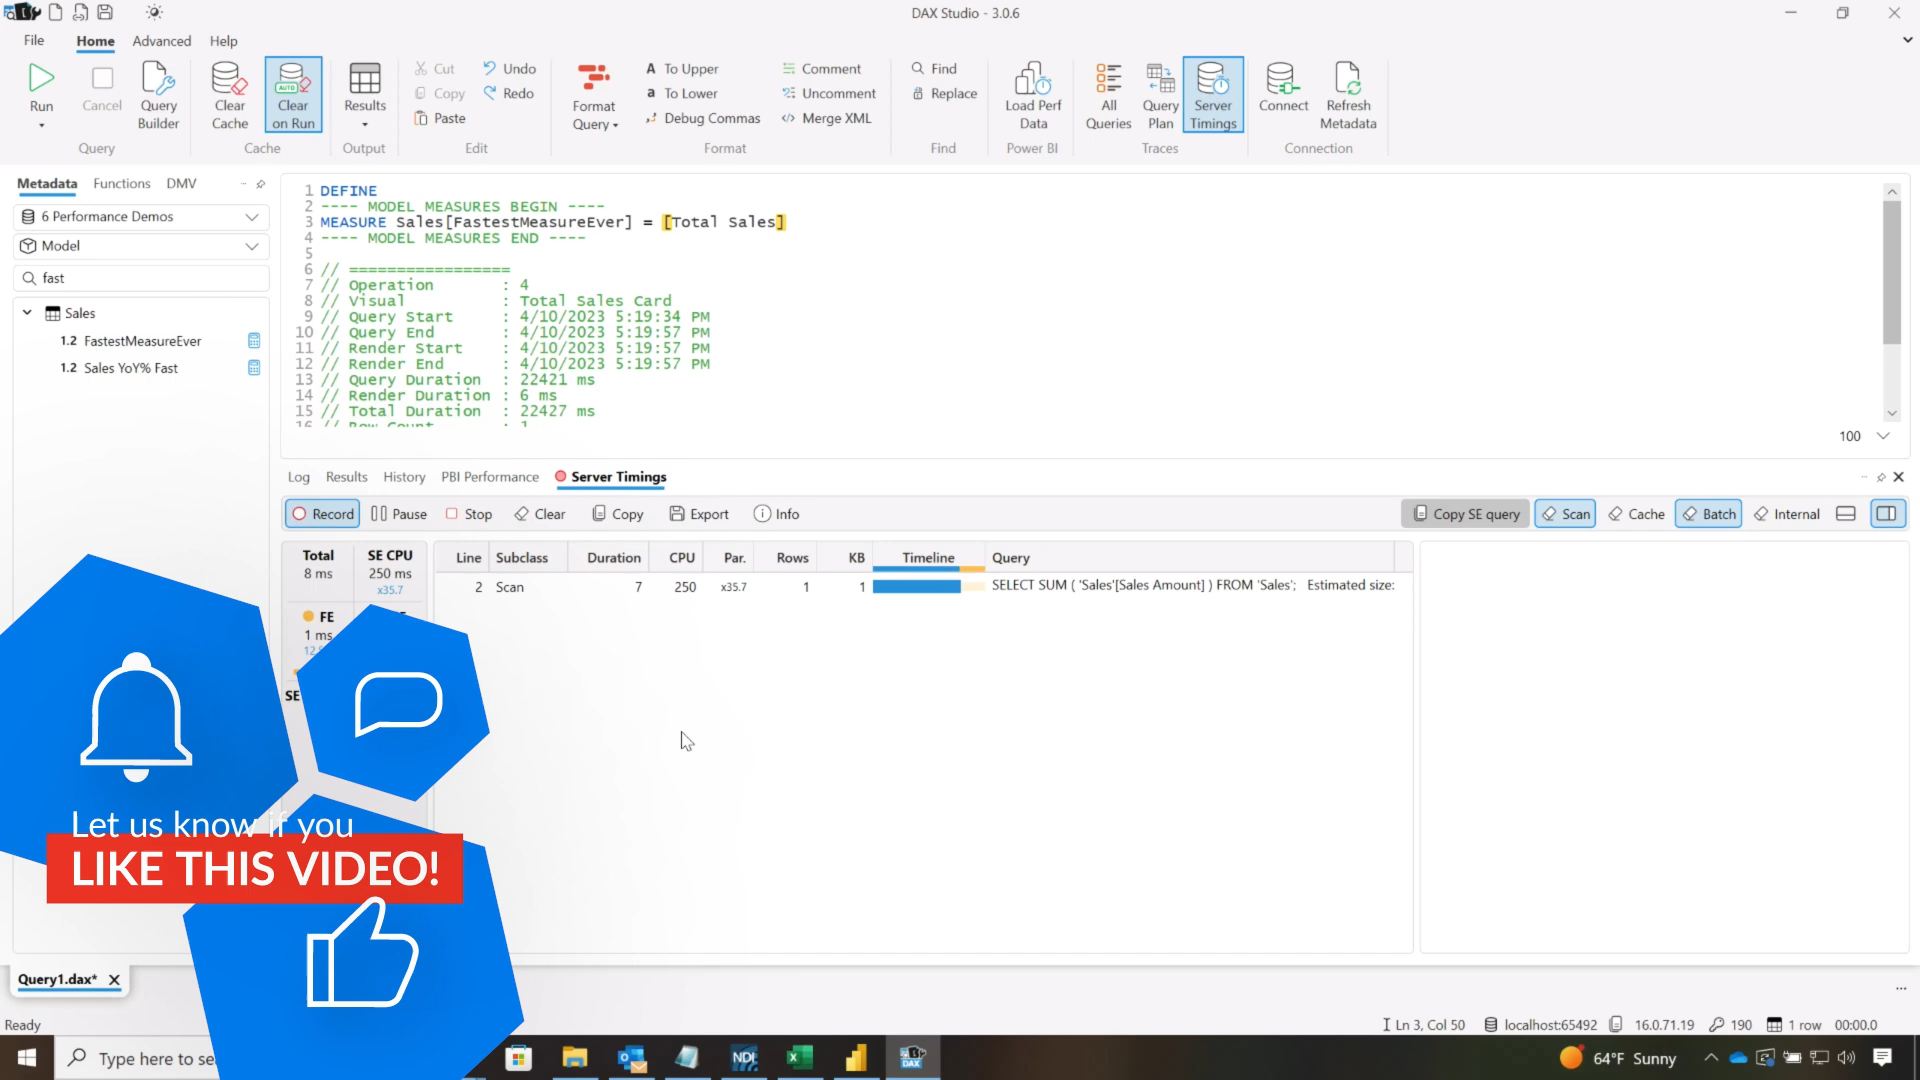 DAX Studio - 3.0.6
File Home Advanced Help
Run
Cancel
Query Builder
Clear Cache
AUTO
Clear on Run
Results
Cut
Copy
Paste
Undo
Redo
Format Query
A To Upper
a To Lower
Debug Commas
Comment
Uncomment
Merge XML
Find
Replace
Load Perf Data
All Queries
Query Plan
Server Timings
Connect
Refresh Metadata
Query Cache Output Edit Format Find Power BI Traces Connection
Metadata Functions DMV
6 Performance Demos
Model
fast
Sales
1.2 FastestMeasureEver
1.2 Sales YoY% Fast
1 DEFINE
2 ---- MODEL MEASURES BEGIN ----
3 MEASURE Sales[FastestMeasureEver] = [Total Sales]
4 ---- MODEL MEASURES END ----
5
6 // =================
7 // Operation : 4
8 // Visual : Total Sales Card
9 // Query Start : 4/10/2023 5:19:34 PM
10 // Query End : 4/10/2023 5:19:57 PM
11 // Render Start : 4/10/2023 5:19:57 PM
12 // Render End : 4/10/2023 5:19:57 PM
13 // Query Duration : 22421 ms
14 // Render Duration : 6 ms
15 // Total Duration : 22427 ms
16 // Row Count : 1
100
Log Results History PBI Performance Server Timings
Record Pause Stop Clear Copy Export Info Copy SE query Scan Cache Batch Internal
Total SE CPU
8 ms 250 ms
x35.7
FE
1 ms
SE
Line Subclass Duration CPU Par. Rows KB Timeline Query
2 Scan 7 250 x35.7 1 1 SELECT SUM ( 'Sales'[Sales Amount] ) FROM 'Sales'; Estimated size:
Let us know if you
LIKE THIS VIDEO!
Query1.dax*
Ready
Ln 3, Col 50 localhost:65492 16.0.71.19 190 1 row 00:00.0
Type here to
NDI
DAX
64°F Sunny